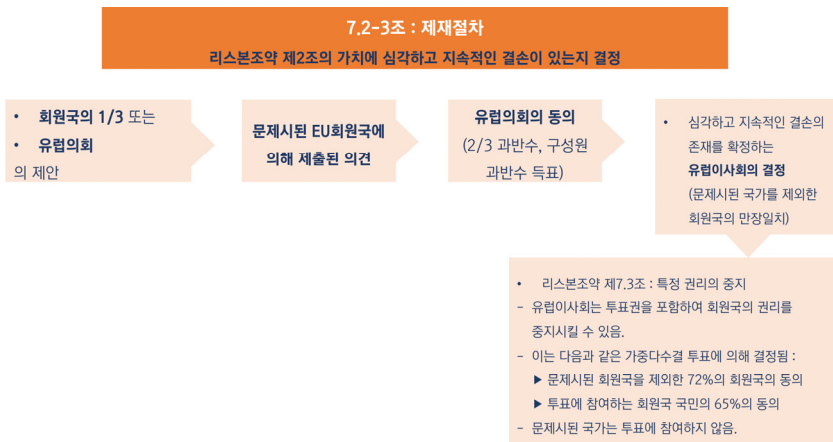 7.2-3조 : 제재절차
리스본조약 제2조의 가치에 심각하고 지속적인 결손이 있는지 결정
• 회원국의 1/3 또는
• 유럽의회
의 제안
문제시된 EU회원국에
의해 제출된 의견
유럽의회의 동의
(2/3 과반수, 구성원
과반수 득표)
• 심각하고 지속적인 결손의
존재를 확정하는
유럽이사회의 결정
(문제시된 국가를 제외한
회원국의 만장일치)
• 리스본조약 제7.3조 : 특정 권리의 중지
- 유럽이사회는 투표권을 포함하여 회원국의 권리를
중지시킬 수 있음.
- 이는 다음과 같은 가중다수결 투표에 의해 결정됨 :
▶ 문제시된 회원국을 제외한 72%의 회원국의 동의
▶ 투표에 참여하는 회원국 국민의 65%의 동의
- 문제시된 국가는 투표에 참여하지 않음.